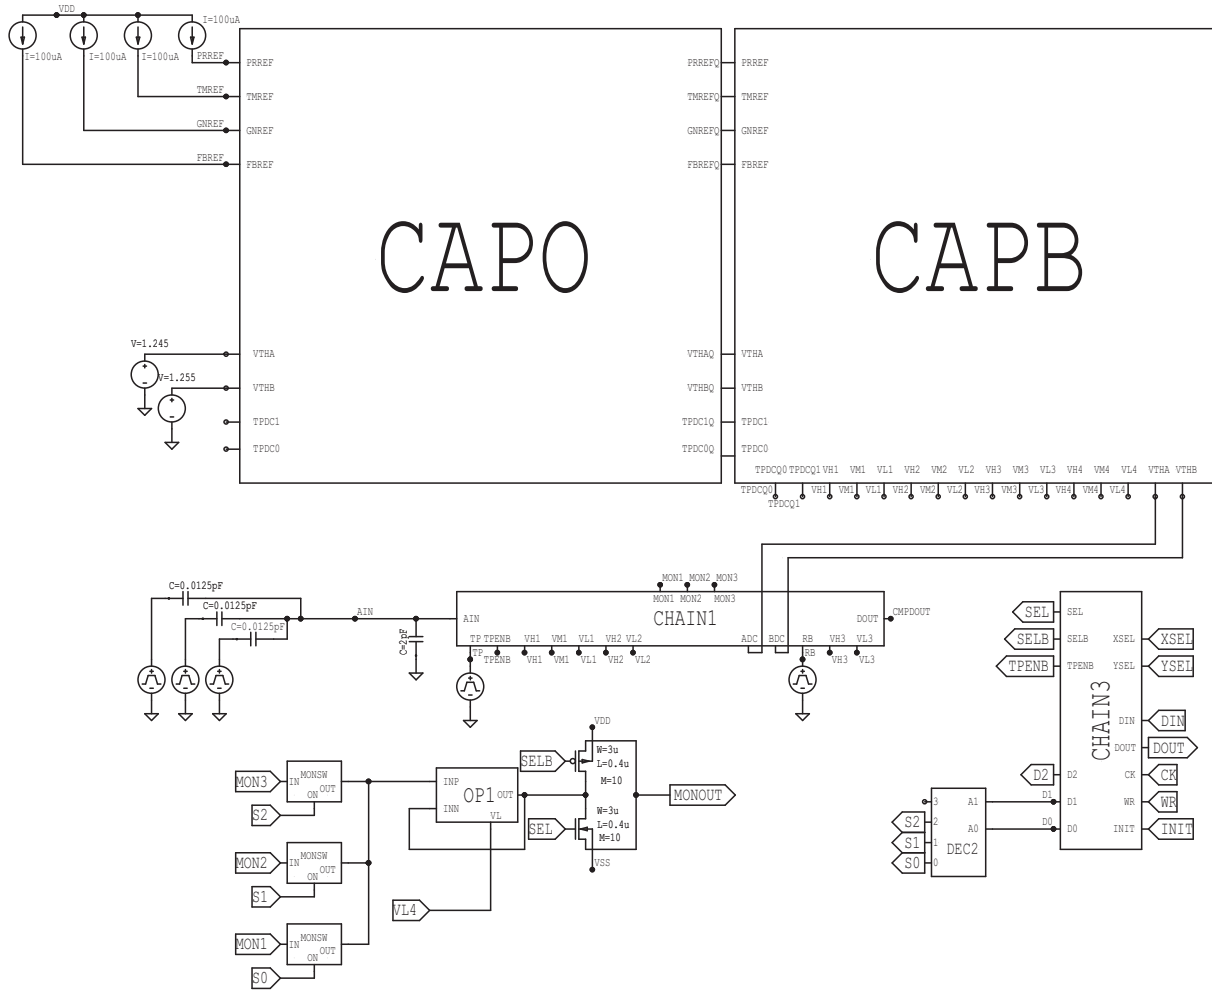 VDD
I=100uA
I=100uA
I=100uA
I=100uA
PRREF
PRREF
PRREFQ
PRREF
TMREF
TMREF
TMREFQ
TMREF
GNREF
GNREF
GNREFQ
GNREF
FBREF
FBREF
FBREFQ
FBREF
CAPO
CAPB
V=1.245
VTHA
VTHAQ
VTHA
V=1.255
VTHB
VTHBQ
VTHB
TPDC1
TPDC1Q
TPDC1
TPDC0
TPDC0Q
TPDC0
TPDCQ0 TPDCQ1 VH1 VM1 VL1 VH2 VM2 VL2 VH3 VM3 VL3 VH4 VM4 VL4 VTHA VTHB
TPDCQ0 VH1 VM1 VL1 VH2 VM2 VL2 VH3 VM3 VL3 VH4 VM4 VL4
TPDCQ1
C=0.0125pF
C=0.0125pF
C=0.0125pF
AIN
C=2pF
MON1 MON2 MON3
MON1 MON2 MON3
AIN
CHAIN1
DOUT
CMPDOUT
TP TPENB VH1 VM1 VL1 VH2 VL2 ADC BDC RB VH3 VL3
TP
TPENB VH1 VM1 VL1 VH2 VL2
RB
VH3 VL3
SEL
SEL
SELB
SELB
XSEL
XSEL
TPENB
TPENB
YSEL
YSEL
CHAIN3
DIN
DIN
DOUT
DOUT
D2
D2
CK
CK
D1
D1
WR
WR
D0
D0
INIT
INIT
3
A1
S2
2
A0
S1
1
DEC2
S0
0
VDD
SELB
W=3u
L=0.4u
M=10
MON3
IN
MONSW
OUT
ON
S2
INP
OP1
OUT
INN
VL
MONOUT
SEL
W=3u
L=0.4u
M=10
VSS
MON2
IN
MONSW
OUT
ON
S1
VL4
MON1
IN
MONSW
OUT
ON
S0